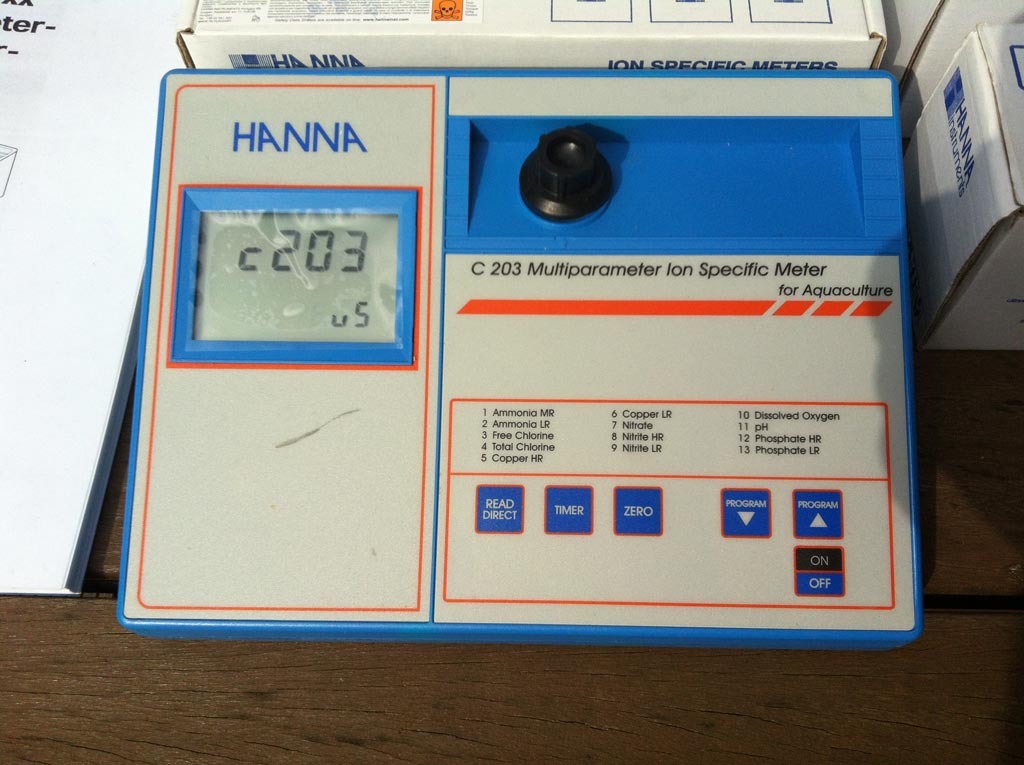 eter-
HANNA
ION SPECIFIC METERS
HANNA
instruments
HANNA
c203
C 203 Multiparameter Ion Specific Meter
for Aquaculture
1 Ammonia MR
2 Ammonia LR
3 Free Chlorine
4 Total Chlorine
5 Copper HR
6 Copper LR
7 Nitrate
8 Nitrite HR
9 Nitrite LR
10 Dissolved Oxygen
11 pH
12 Phosphate HR
13 Phosphate LR
READ
DIRECT
TIMER
ZERO
PROGRAM
PROGRAM
ON
OFF